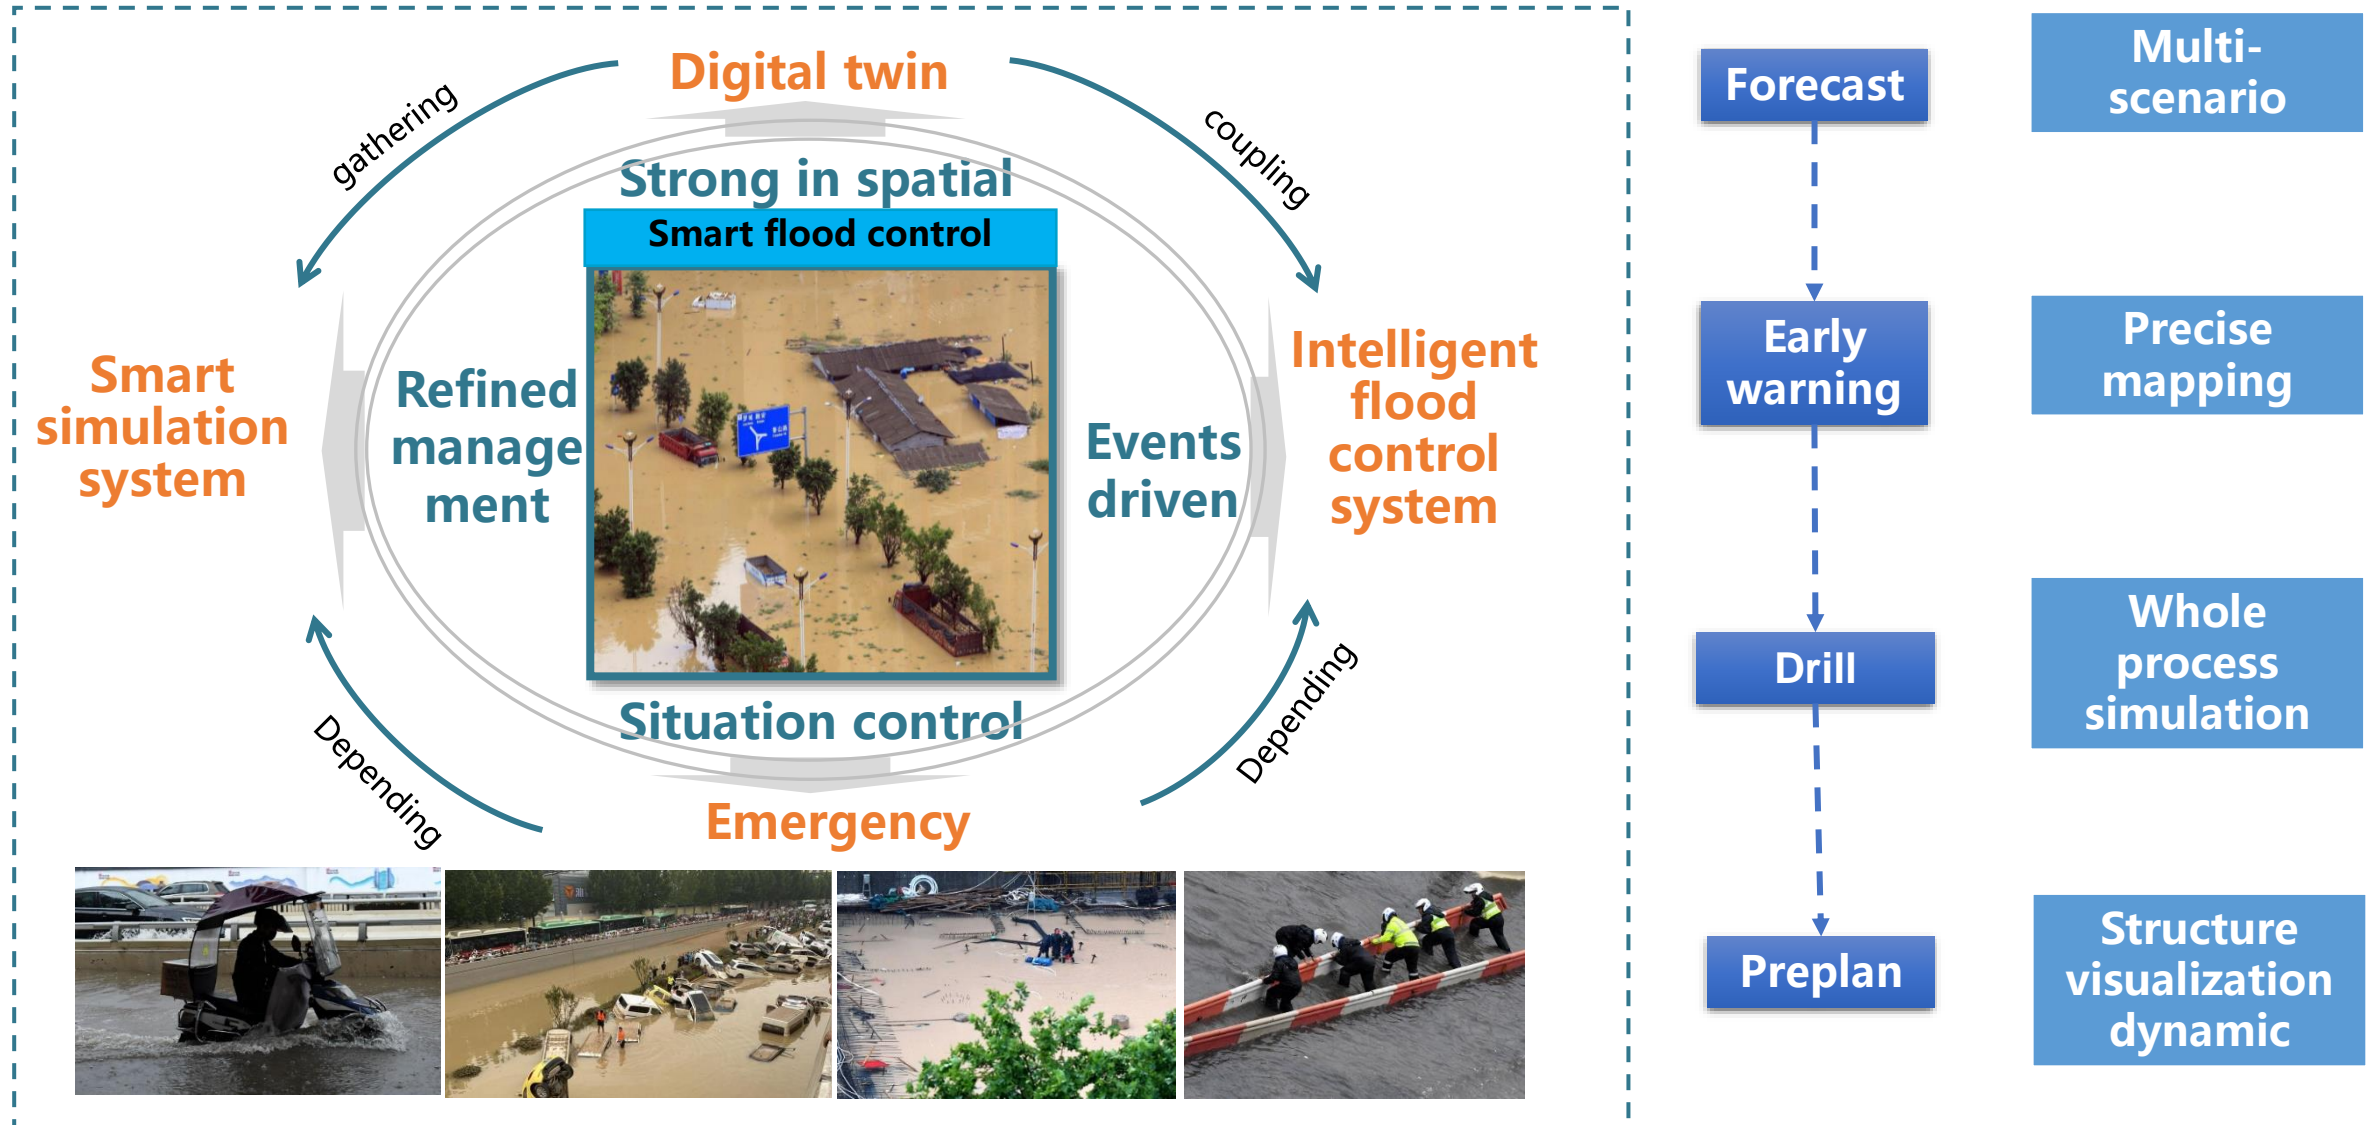 Digital twin
gathering
coupling
Strong in spatial
Smart flood control
Smart
simulation
system
Refined
manage
ment
Events
driven
Intelligent
flood
control
system
Situation control
Depending
Depending
Emergency
Forecast
Multi-
scenario
Early
warning
Precise
mapping
Drill
Whole
process
simulation
Preplan
Structure
visualization
dynamic